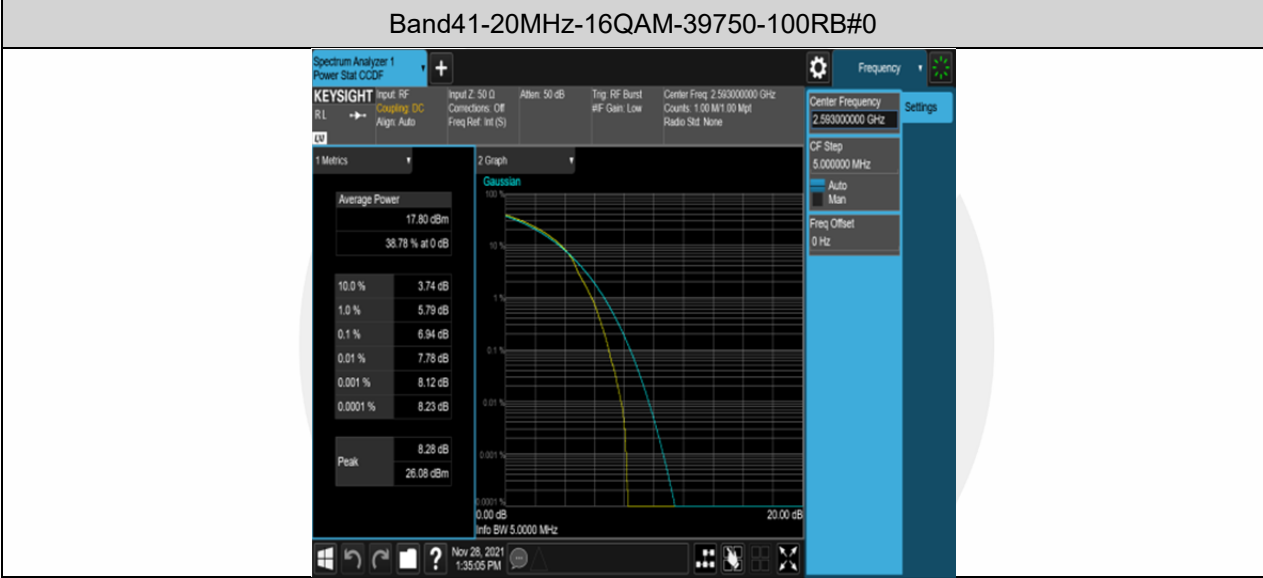 Band41-20MHz-16QAM-39750-100RB#0
Spectrum Analyzer 1
Power Stat CCDF
+
Frequency
KEYSIGHT
RL
LXI
Input: RF
Coupling: DC
Align: Auto
Input Z: 50 Ω
Corrections: Off
Freq Ref: Int (S)
Atten: 50 dB
Trig: RF Burst
#IF Gain: Low
Center Freq: 2.593000000 GHz
Counts: 1.00 M/1.00 Mpt
Radio Std: None
Center Frequency
2.593000000 GHz
Settings
CF Step
5.000000 MHz
Auto
Man
Freq Offset
0 Hz
1 Metrics
Average Power
17.80 dBm
38.78 % at 0 dB
10.0 % 3.74 dB
1.0 % 5.79 dB
0.1 % 6.94 dB
0.01 % 7.78 dB
0.001 % 8.12 dB
0.0001 % 8.23 dB
Peak
8.28 dB
26.08 dBm
2 Graph
Gaussian
100 %
10 %
1 %
0.1 %
0.01 %
0.001 %
0.0001 %
0.00 dB 20.00 dB
Info BW 5.0000 MHz
?
Nov 28, 2021
1:35:05 PM